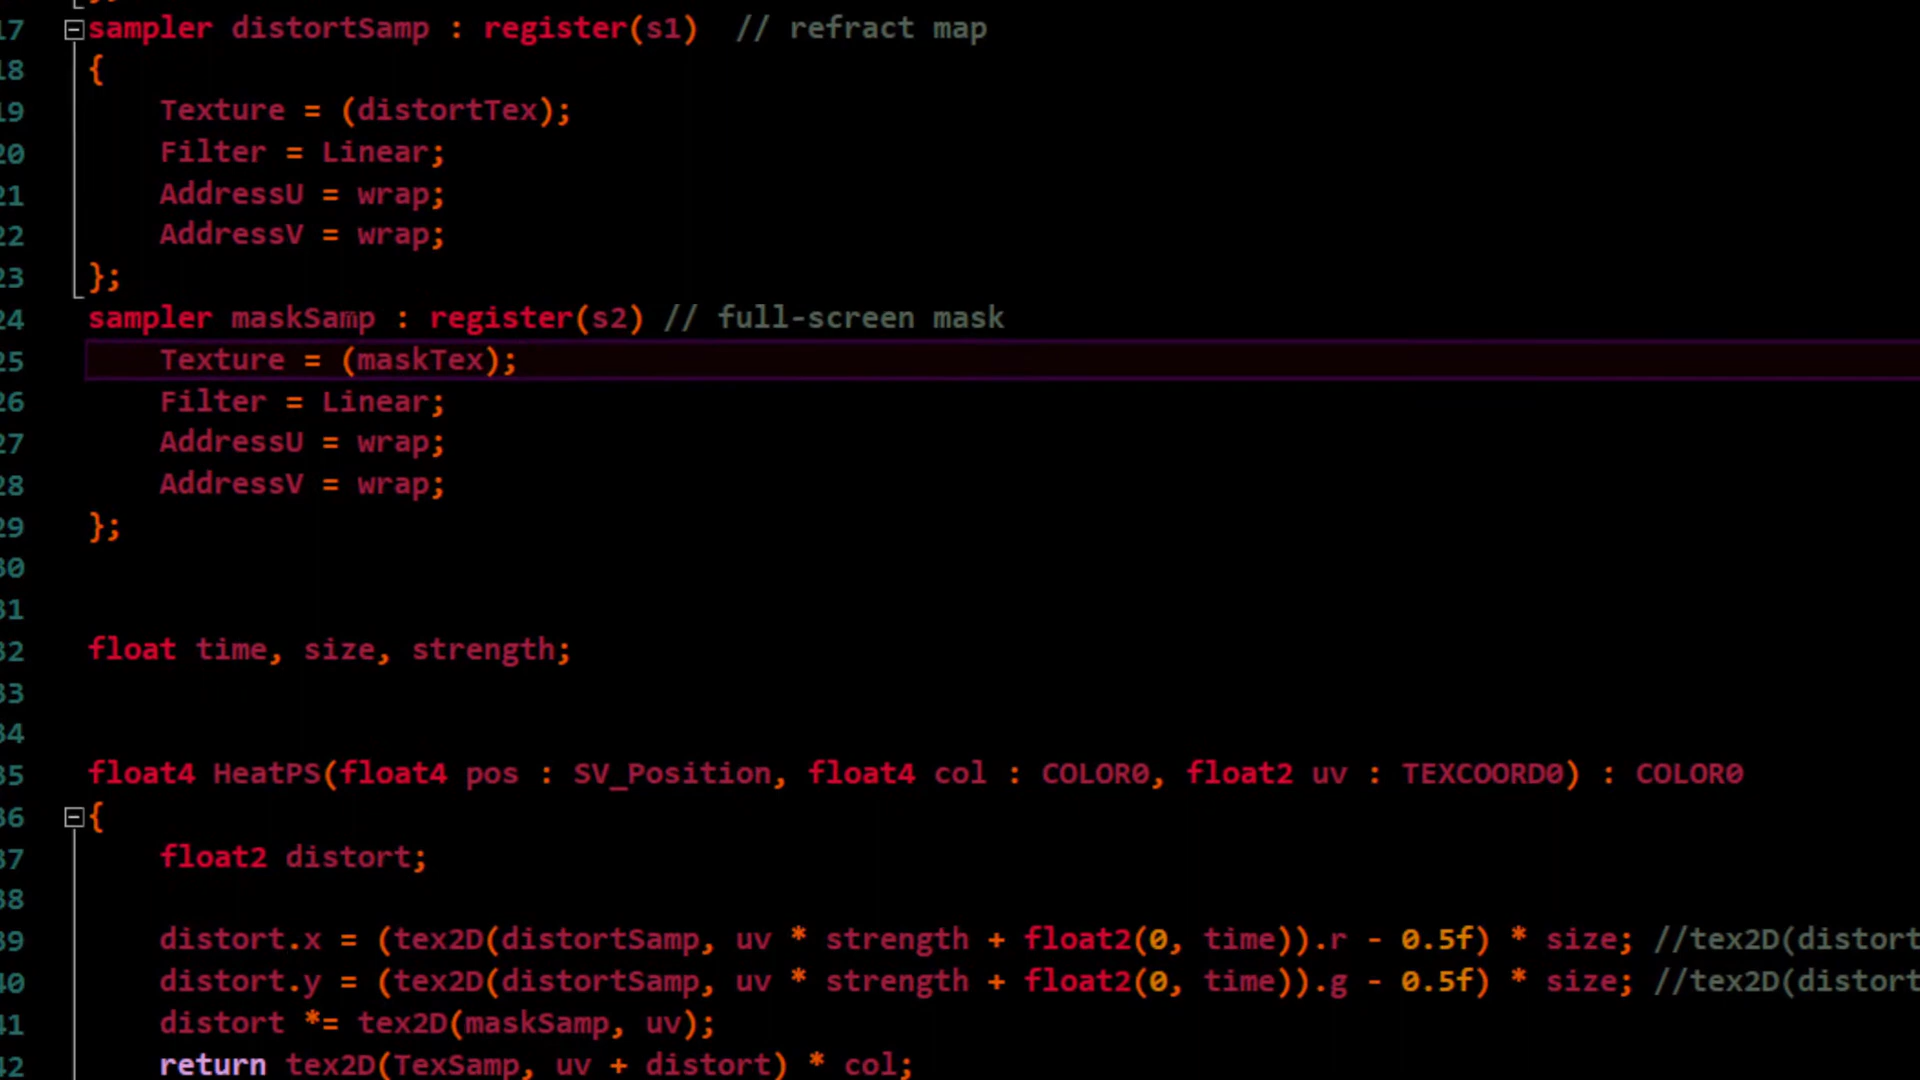 17 sampler distortSamp : register(s1)  // refract map
18 {
19     Texture = (distortTex);
20     Filter = Linear;
21     AddressU = wrap;
22     AddressV = wrap;
23 };
24 sampler maskSamp : register(s2) // full-screen mask
25     Texture = (maskTex);
26     Filter = Linear;
27     AddressU = wrap;
28     AddressV = wrap;
29 };
30
31
32 float time, size, strength;
33
34
35 float4 HeatPS(float4 pos : SV_Position, float4 col : COLOR0, float2 uv : TEXCOORD0) : COLOR0
36 {
37     float2 distort;
38
39     distort.x = (tex2D(distortSamp, uv * strength + float2(0, time)).r - 0.5f) * size; //tex2D(distort
40     distort.y = (tex2D(distortSamp, uv * strength + float2(0, time)).g - 0.5f) * size; //tex2D(distort
41     distort *= tex2D(maskSamp, uv);
42     return tex2D(TexSamp, uv + distort) * col;